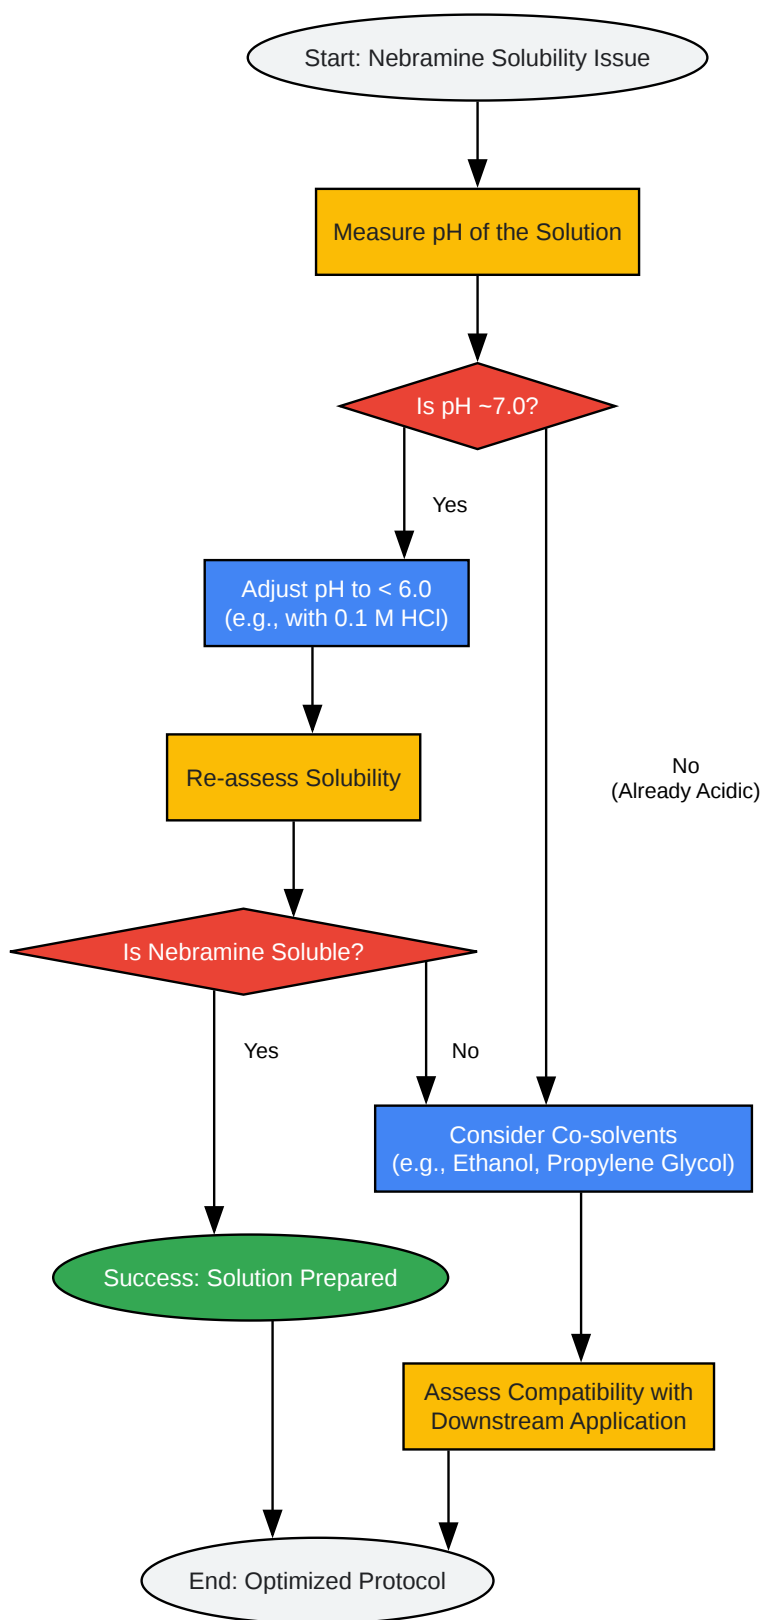 Start: Nebramine Solubility Issue
Measure pH of the Solution
Is pH ~7.0?
Yes
Adjust pH to < 6.0
(e.g., with 0.1 M HCl)
Re-assess Solubility
No
(Already Acidic)
Is Nebramine Soluble?
Yes
No
Consider Co-solvents
(e.g., Ethanol, Propylene Glycol)
Success: Solution Prepared
Assess Compatibility with
Downstream Application
End: Optimized Protocol